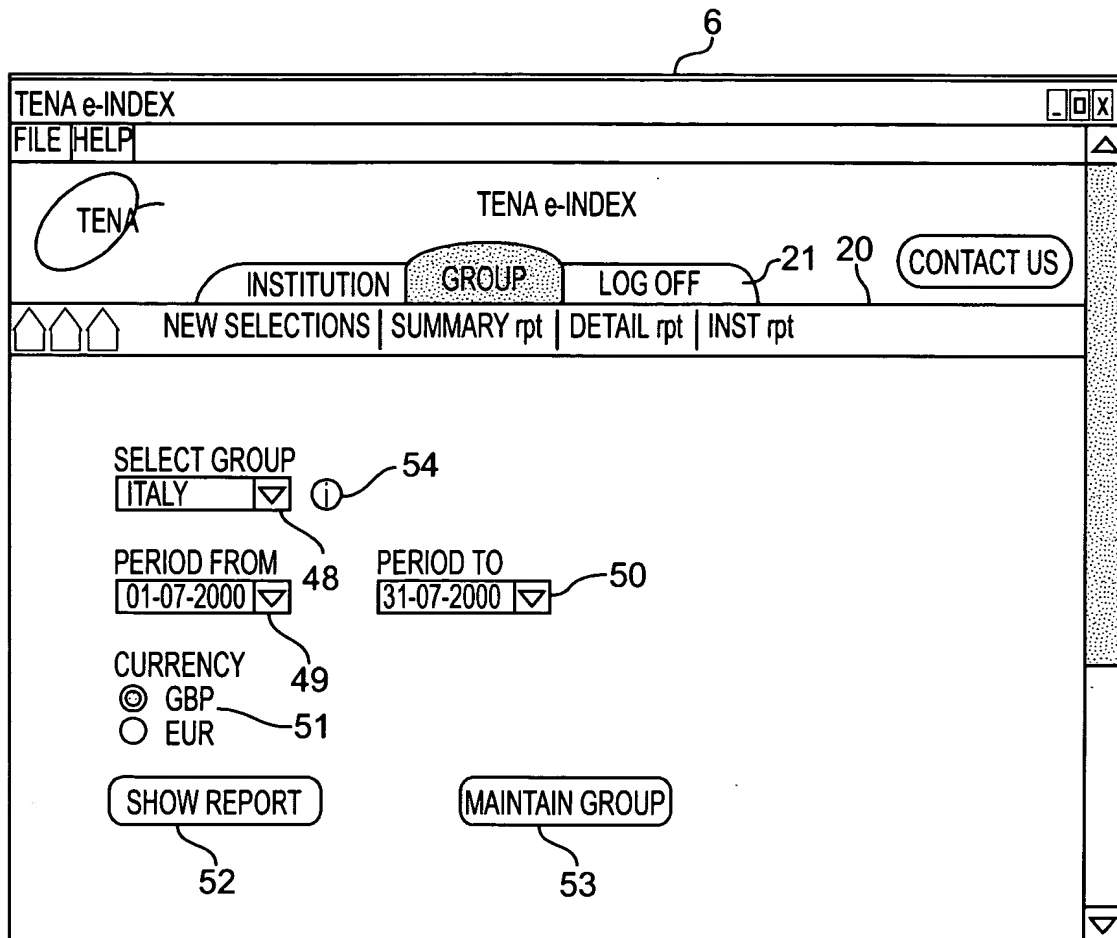 6
TENA e-INDEX
FILE HELP
TENA
TENA e-INDEX
INSTITUTION GROUP LOG OFF 21 20 CONTACT US
NEW SELECTIONS | SUMMARY rpt | DETAIL rpt | INST rpt
SELECT GROUP
ITALY i 54
48
PERIOD FROM PERIOD TO
01-07-2000 31-07-2000 50
49
CURRENCY
GBP 51
EUR
SHOW REPORT MAINTAIN GROUP
52 53